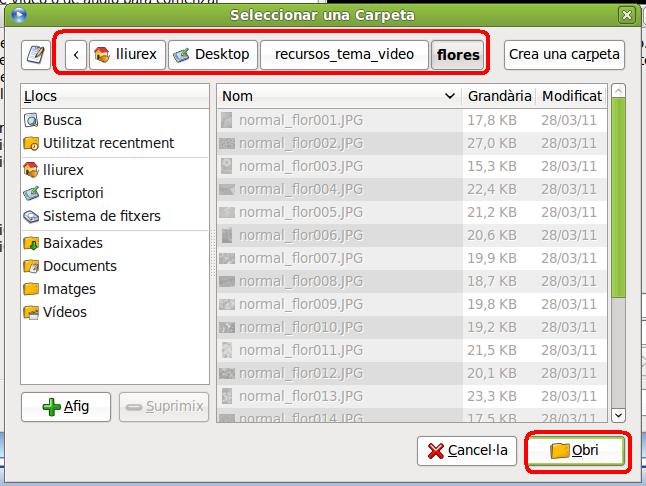 Seleccionar una Carpeta
lliurex Desktop recursos_tema_video flores Crea una carpeta
Llocs
Busca
Utilitzat recentment
lliurex
Escriptori
Sistema de fitxers
Baixades
Documents
Imatges
Vídeos
Nom Grandària Modificat
normal_flor001.JPG 17,8 KB 28/03/11
normal_flor002.JPG 27,0 KB 28/03/11
normal_flor003.JPG 15,3 KB 28/03/11
normal_flor004.JPG 22,4 KB 28/03/11
normal_flor005.JPG 21,2 KB 28/03/11
normal_flor006.JPG 20,6 KB 28/03/11
normal_flor007.JPG 19,9 KB 28/03/11
normal_flor008.JPG 18,7 KB 28/03/11
normal_flor009.JPG 19,8 KB 28/03/11
normal_flor010.JPG 19,2 KB 28/03/11
normal_flor011.JPG 21,5 KB 28/03/11
normal_flor012.JPG 20,1 KB 28/03/11
normal_flor013.JPG 23,3 KB 28/03/11
normal_flor014.JPG 17,5 KB 28/03/11
Afig Suprimix
Cancel·la Obri